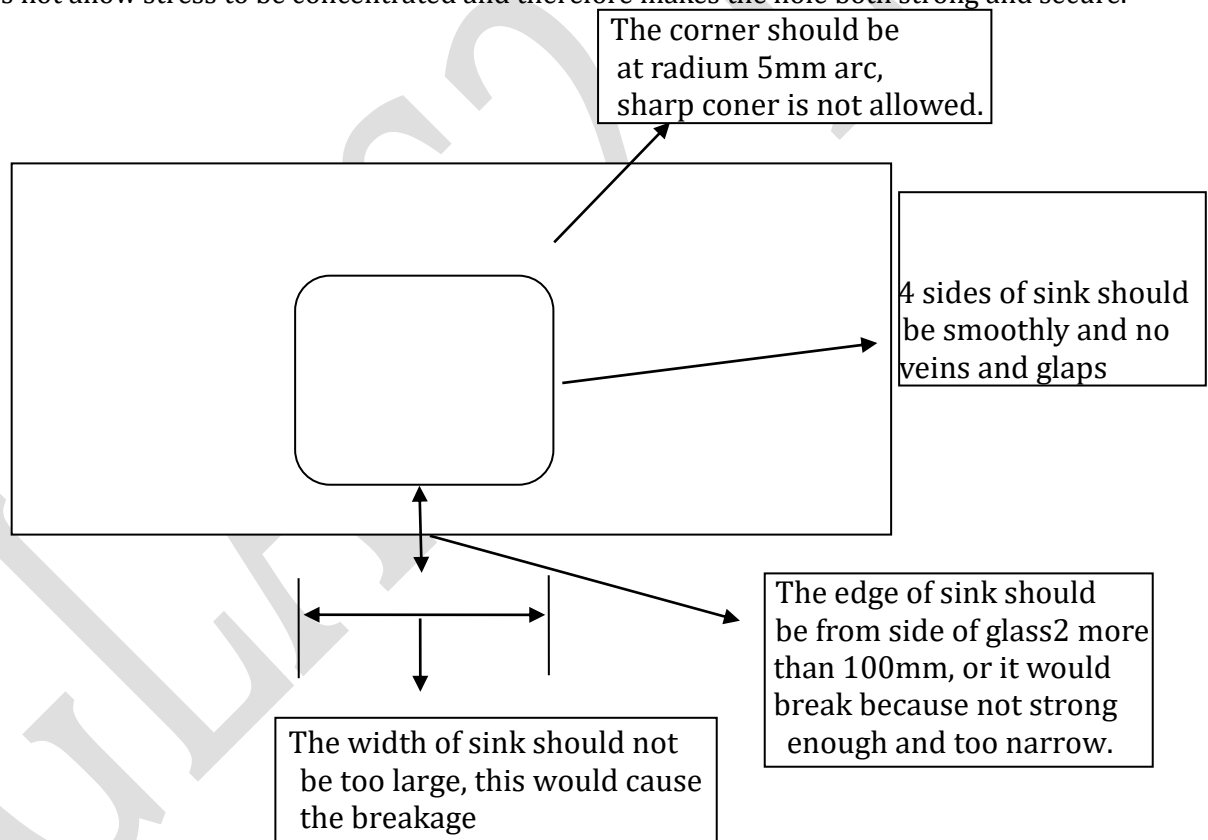 s not allow stress to be concentrated and therefore makes the hole both strong and secure.
The corner should be
at radium 5mm arc,
sharp coner is not allowed.
4 sides of sink should
be smoothly and no
veins and glaps
The edge of sink should
be from side of glass2 more
than 100mm, or it would
break because not strong
enough and too narrow.
The width of sink should not
be too large, this would cause
the breakage